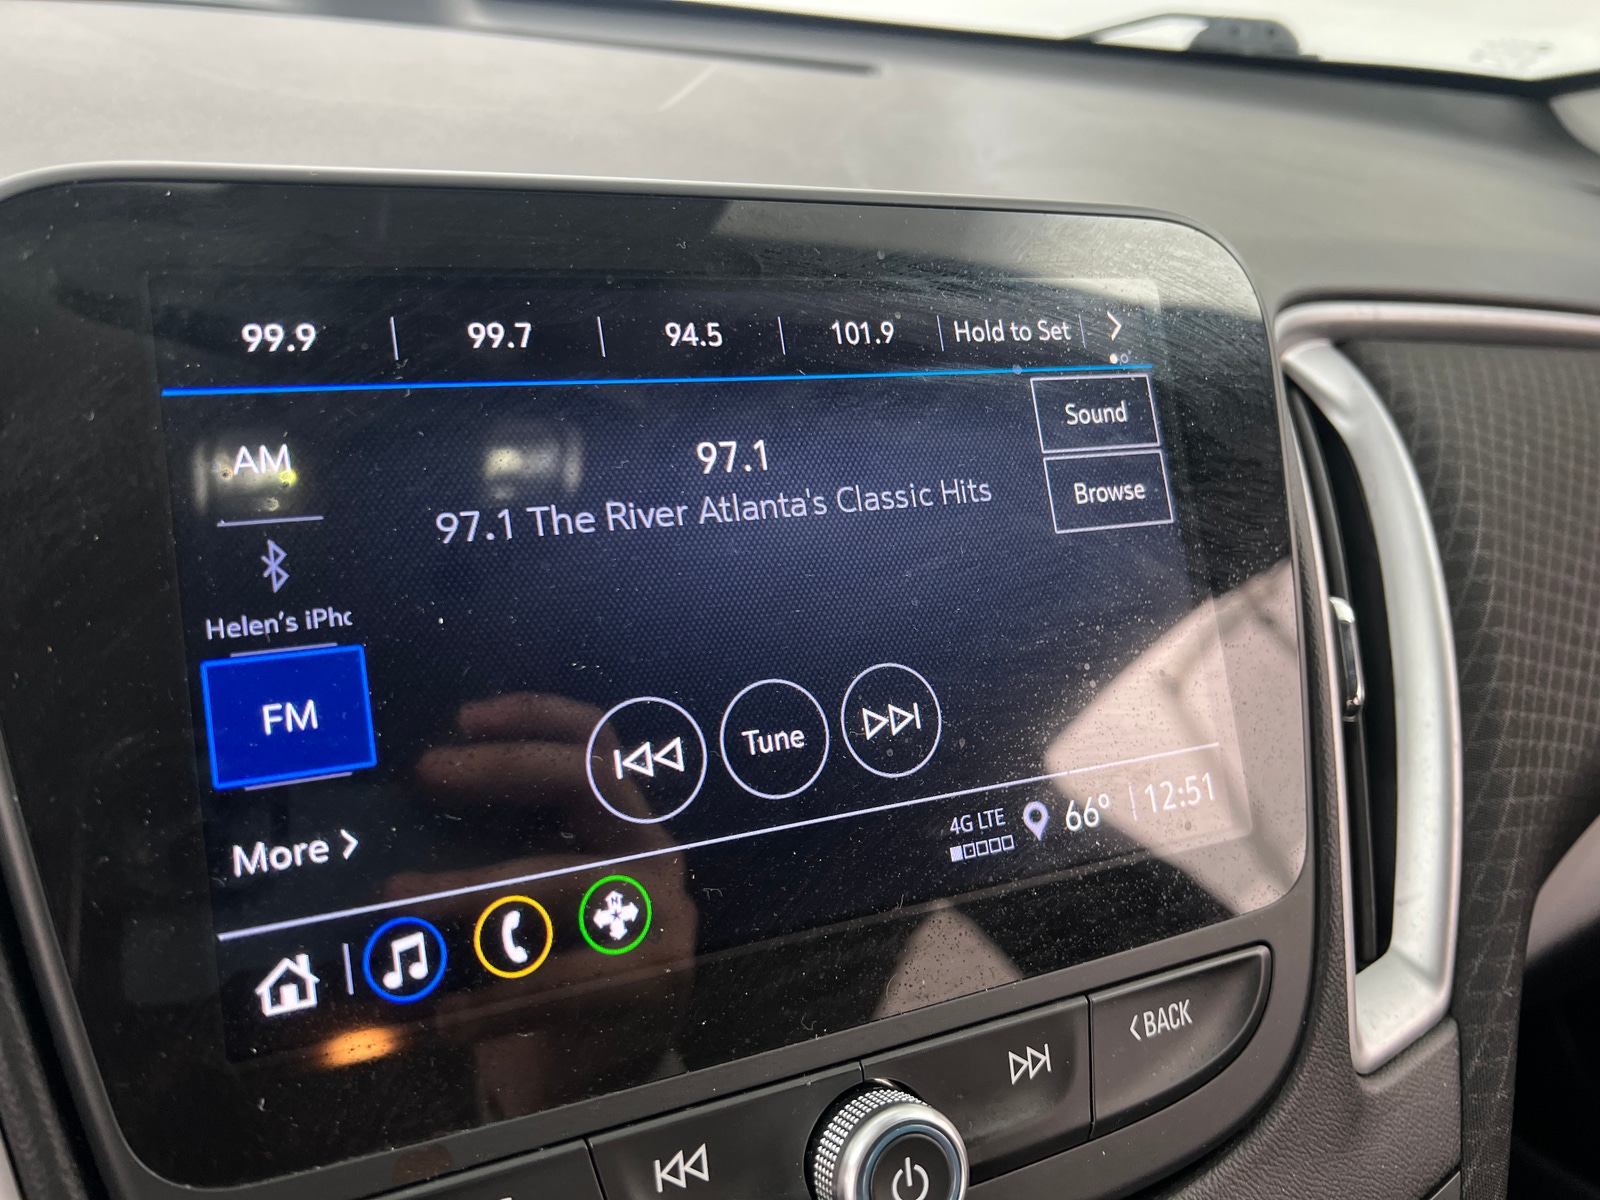 99.9 | 99.7 | 94.5 | 101.9 | Hold to Set | >
Sound
AM
97.1
97.1 The River Atlanta's Classic Hits
Browse
Helen's iPho
FM
Tune
More >
4G LTE
66° | 12:51
N
< BACK